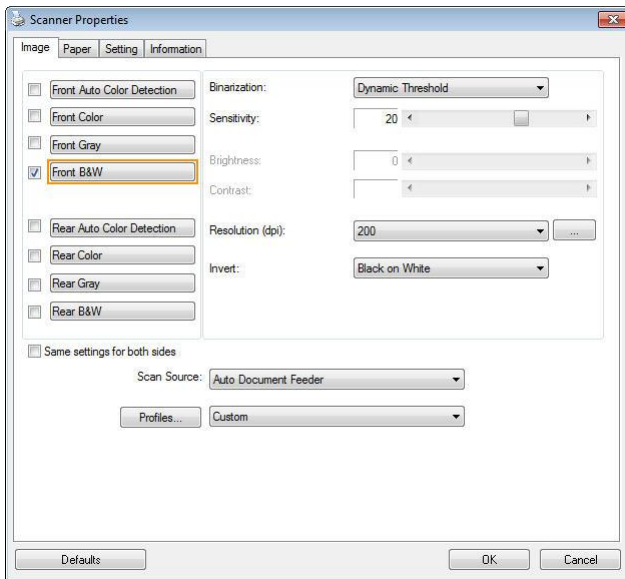 Scanner Properties
Image Paper Setting Information
Front Auto Color Detection
Front Color
Front Gray
Front B&W
Rear Auto Color Detection
Rear Color
Rear Gray
Rear B&W
Binarization: Dynamic Threshold
Sensitivity: 20
Brightness: 0
Contrast:
Resolution (dpi): 200 ...
Invert: Black on White
Same settings for both sides
Scan Source: Auto Document Feeder
Profiles... Custom
Defaults OK Cancel